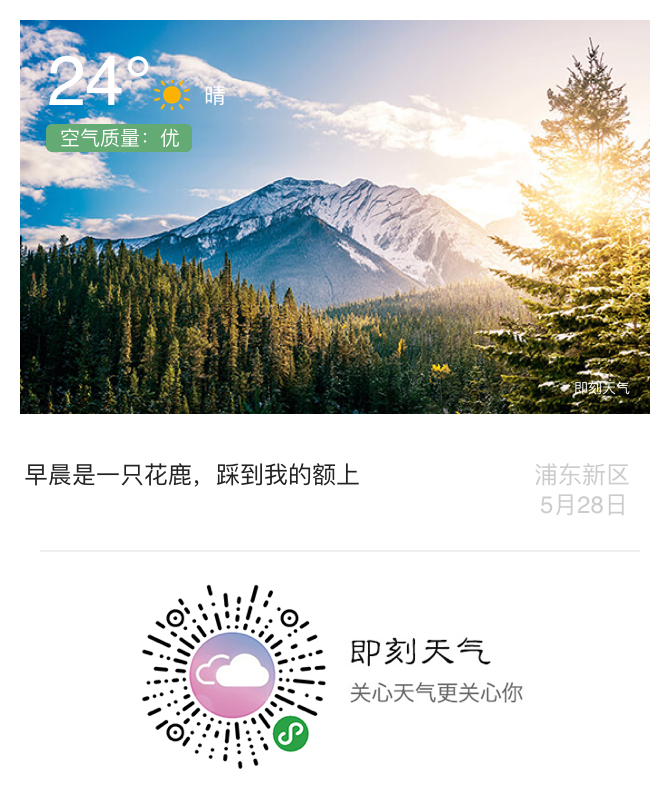 24° 晴
空气质量：优
即刻天气
早晨是一只花鹿，踩到我的额上
浦东新区
5月28日
即刻天气
关心天气更关心你